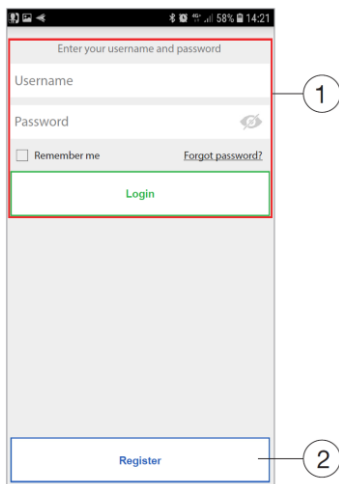 58% 14:21
Enter your username and password
Username
1
Password
Remember me Forgot password?
Login
Register
2